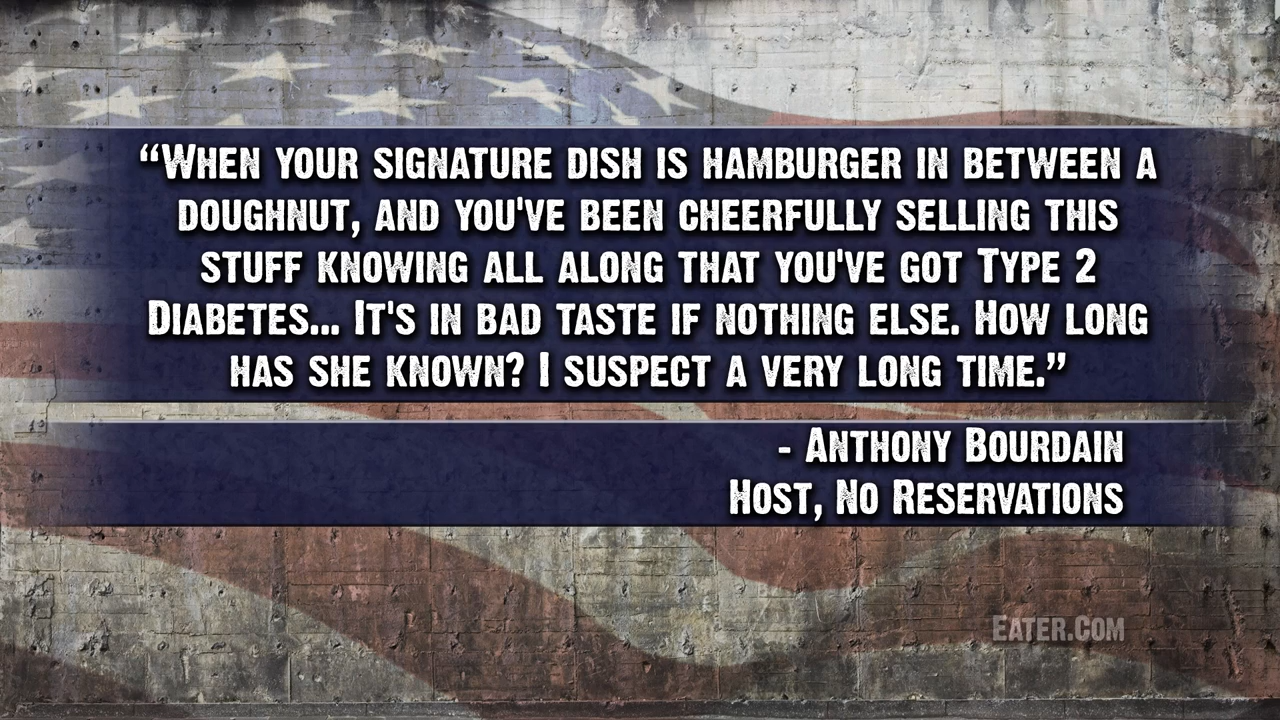 “When your signature dish is hamburger in between a
doughnut, and you've been cheerfully selling this
stuff knowing all along that you've got Type 2
Diabetes... It's in bad taste if nothing else. How long
has she known? I suspect a very long time.”
- Anthony Bourdain
Host, No Reservations
Eater.com